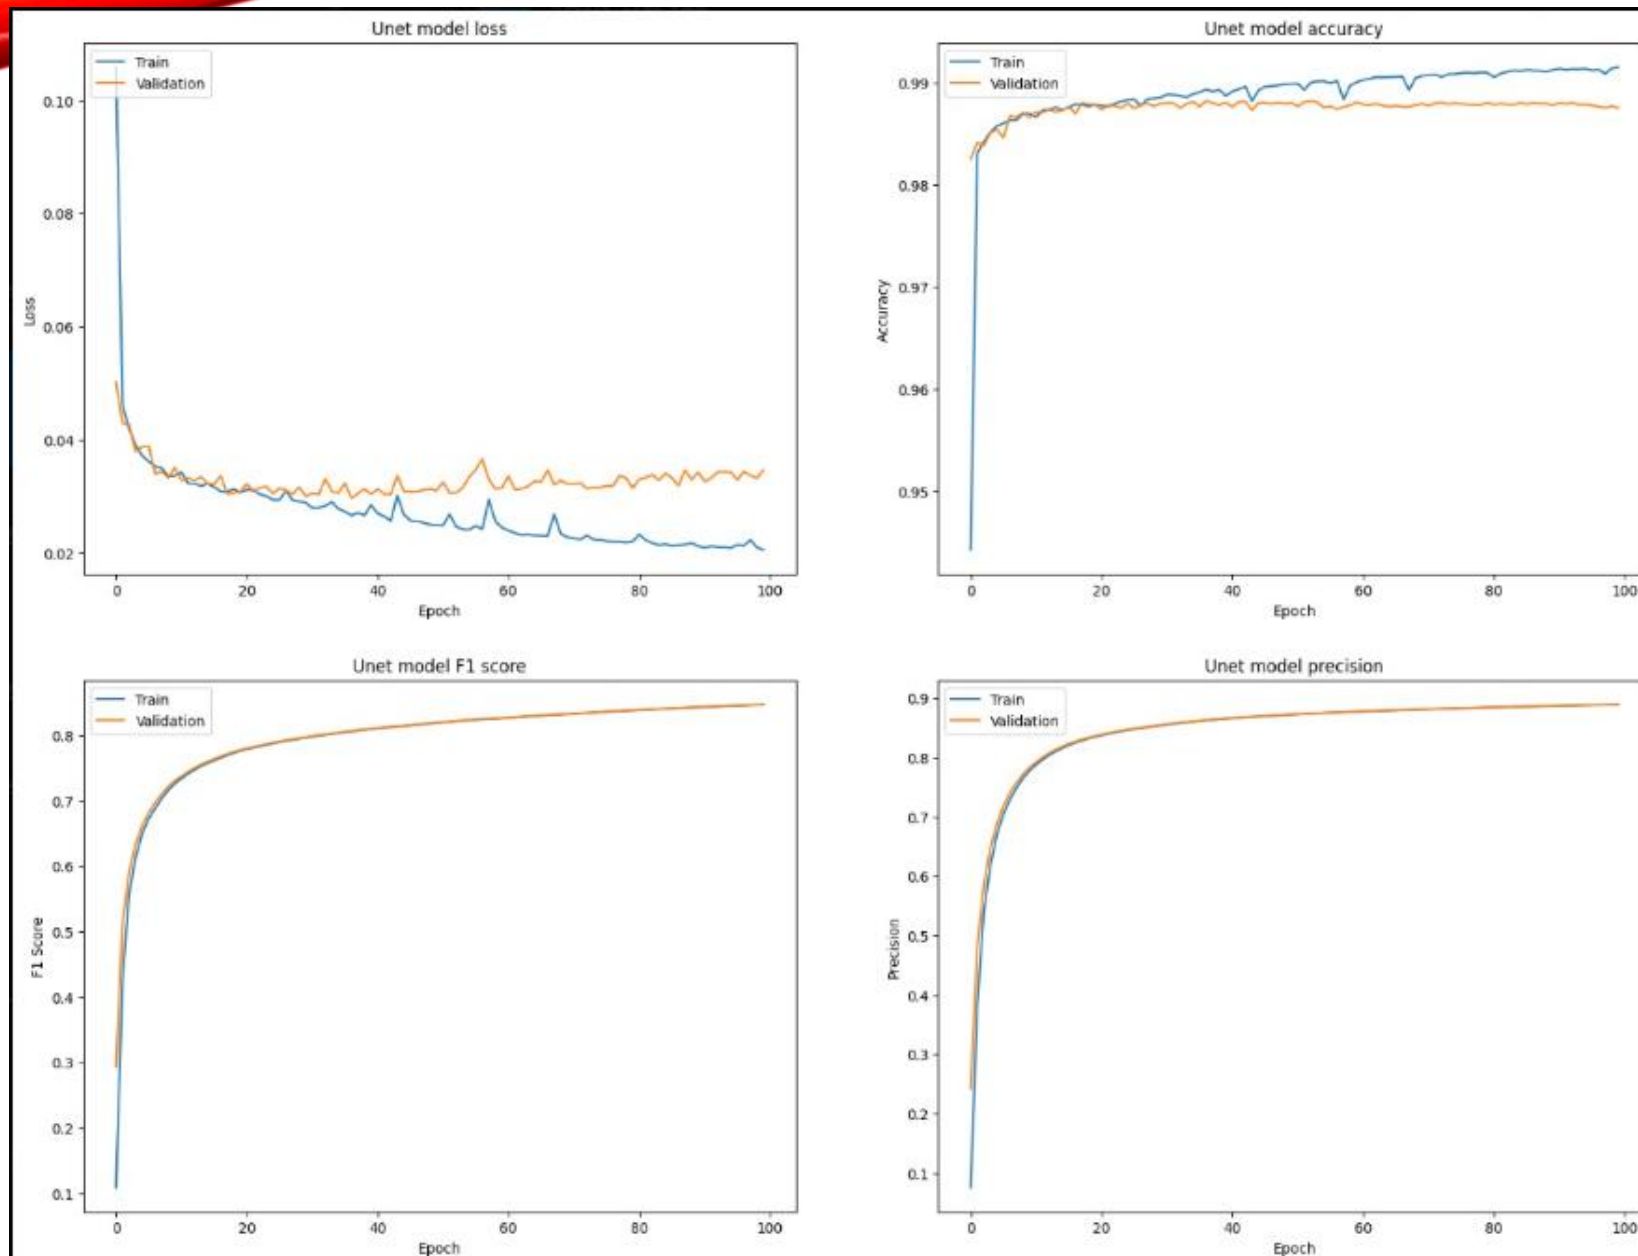 Unet model loss
Train
Validation
0.10
0.08
0.06
0.04
0.02
Loss
0
20
40
60
80
100
Epoch
Unet model accuracy
Train
Validation
0.99
0.98
0.97
0.96
0.95
Accuracy
0
20
40
60
80
100
Epoch
Unet model F1 score
Train
Validation
0.8
0.7
0.6
0.5
0.4
0.3
0.2
0.1
F1 Score
0
20
40
60
80
100
Epoch
Unet model precision
Train
Validation
0.9
0.8
0.7
0.6
0.5
0.4
0.3
0.2
0.1
Precision
0
20
40
60
80
100
Epoch